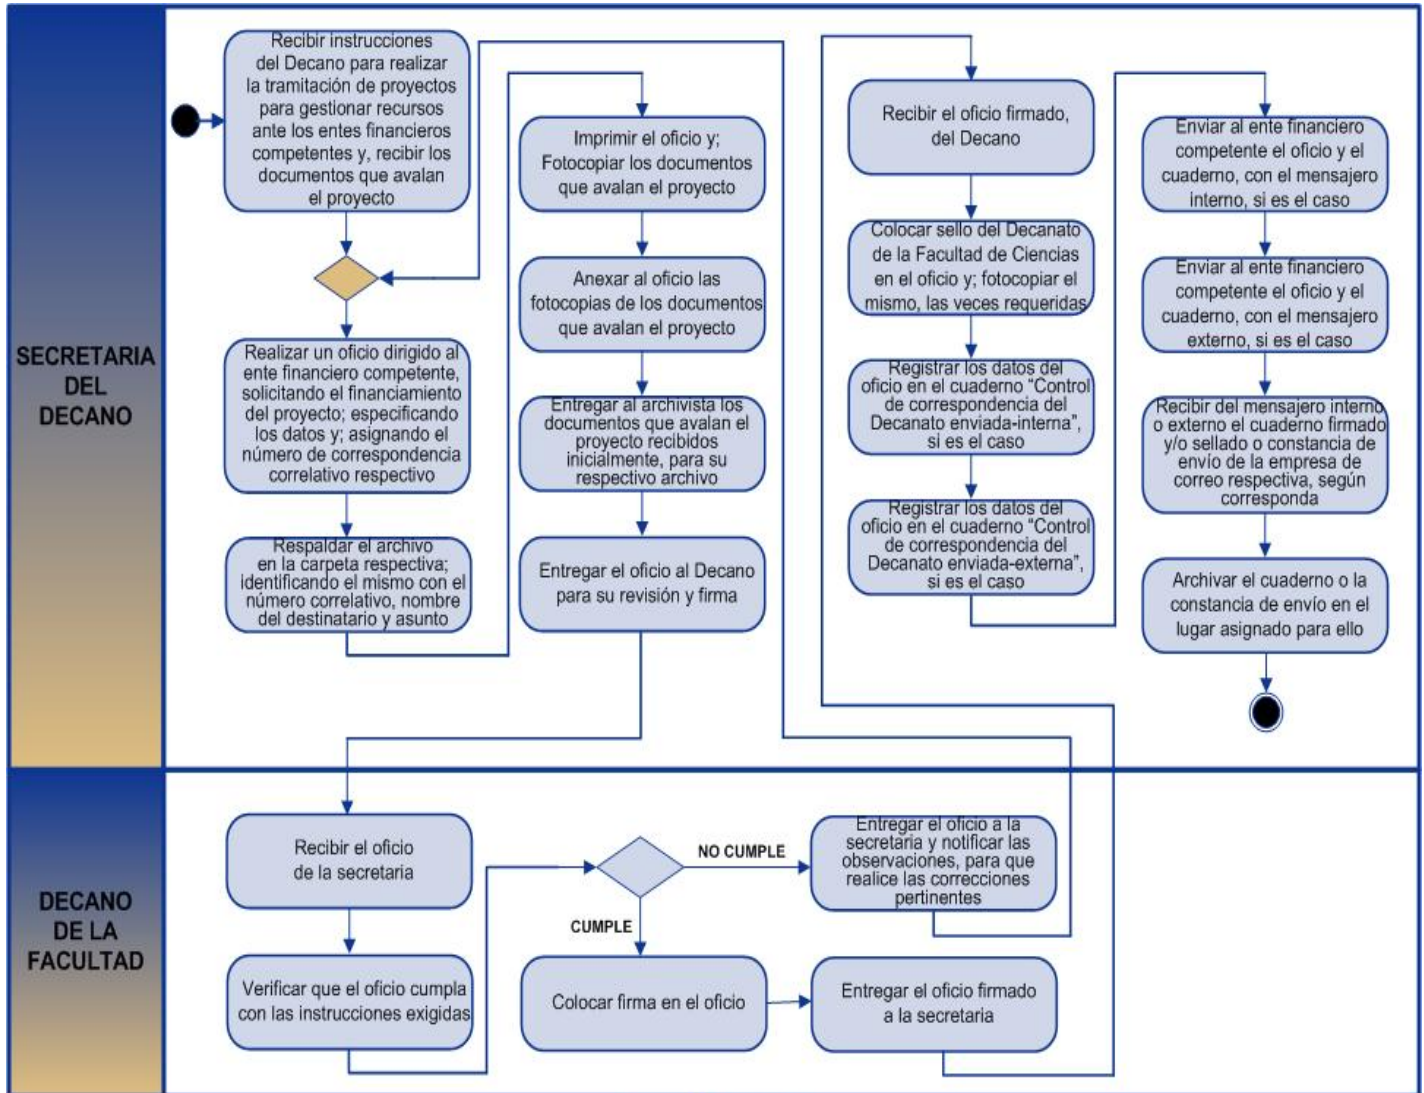 SECRETARIA
DEL
DECANO
Recibir instrucciones
del Decano para realizar
la tramitación de proyectos
para gestionar recursos
ante los entes financieros
competentes y, recibir los
documentos que avalan
el proyecto
Realizar un oficio dirigido al
ente financiero competente,
solicitando el financiamiento
del proyecto; especificando
los datos y; asignando el
número de correspondencia
correlativo respectivo
Respaldar el archivo
en la carpeta respectiva;
identificando el mismo con el
número correlativo, nombre
del destinatario y asunto
Imprimir el oficio y;
Fotocopiar los documentos
que avalan el proyecto
Anexar al oficio las
fotocopias de los documentos
que avalan el proyecto
Entregar al archivista los
documentos que avalan el
proyecto recibidos
inicialmente, para su
respectivo archivo
Entregar el oficio al Decano
para su revisión y firma
Recibir el oficio firmado,
del Decano
Colocar sello del Decanato
de la Facultad de Ciencias
en el oficio y; fotocopiar el
mismo, las veces requeridas
Registrar los datos del
oficio en el cuaderno “Control
de correspondencia del
Decanato enviada-interna”,
si es el caso
Registrar los datos del
oficio en el cuaderno “Control
de correspondencia del
Decanato enviada-externa”,
si es el caso
Enviar al ente financiero
competente el oficio y el
cuaderno, con el mensajero
interno, si es el caso
Enviar al ente financiero
competente el oficio y el
cuaderno, con el mensajero
externo, si es el caso
Recibir del mensajero interno
o externo el cuaderno firmado
y/o sellado o constancia de
envío de la empresa de
correo respectiva, según
corresponda
Archivar el cuaderno o la
constancia de envío en el
lugar asignado para ello
DECANO
DE LA
FACULTAD
Recibir el oficio
de la secretaria
Verificar que el oficio cumpla
con las instrucciones exigidas
NO CUMPLE
CUMPLE
Entregar el oficio a la
secretaria y notificar las
observaciones, para que
realice las correcciones
pertinentes
Colocar firma en el oficio
Entregar el oficio firmado
a la secretaria